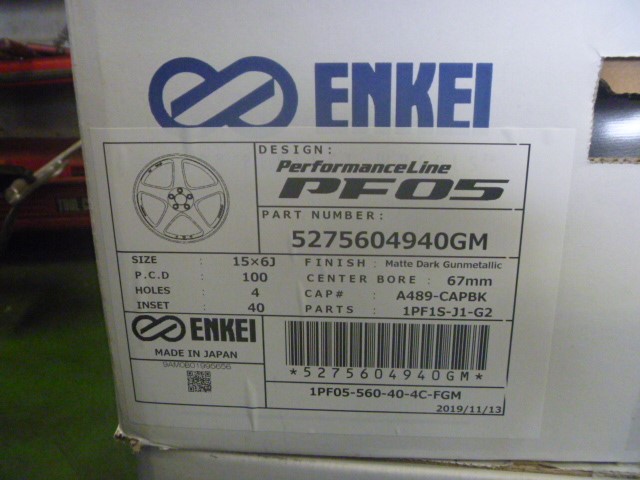 ENKEI
DESIGN:
PerformanceLine
PF05
PART NUMBER:
5275604940GM
SIZE : 15×6J
P.C.D : 100
HOLES : 4
INSET : 40
FINISH : Matte Dark Gunmetallic
CENTER BORE : 67mm
CAP# : A489-CAPBK
PARTS : 1PF1S-J1-G2
ENKEI
MADE IN JAPAN
9AM0B01995656
*5275604940GM*
1PF05-560-40-4C-FGM
2019/11/13